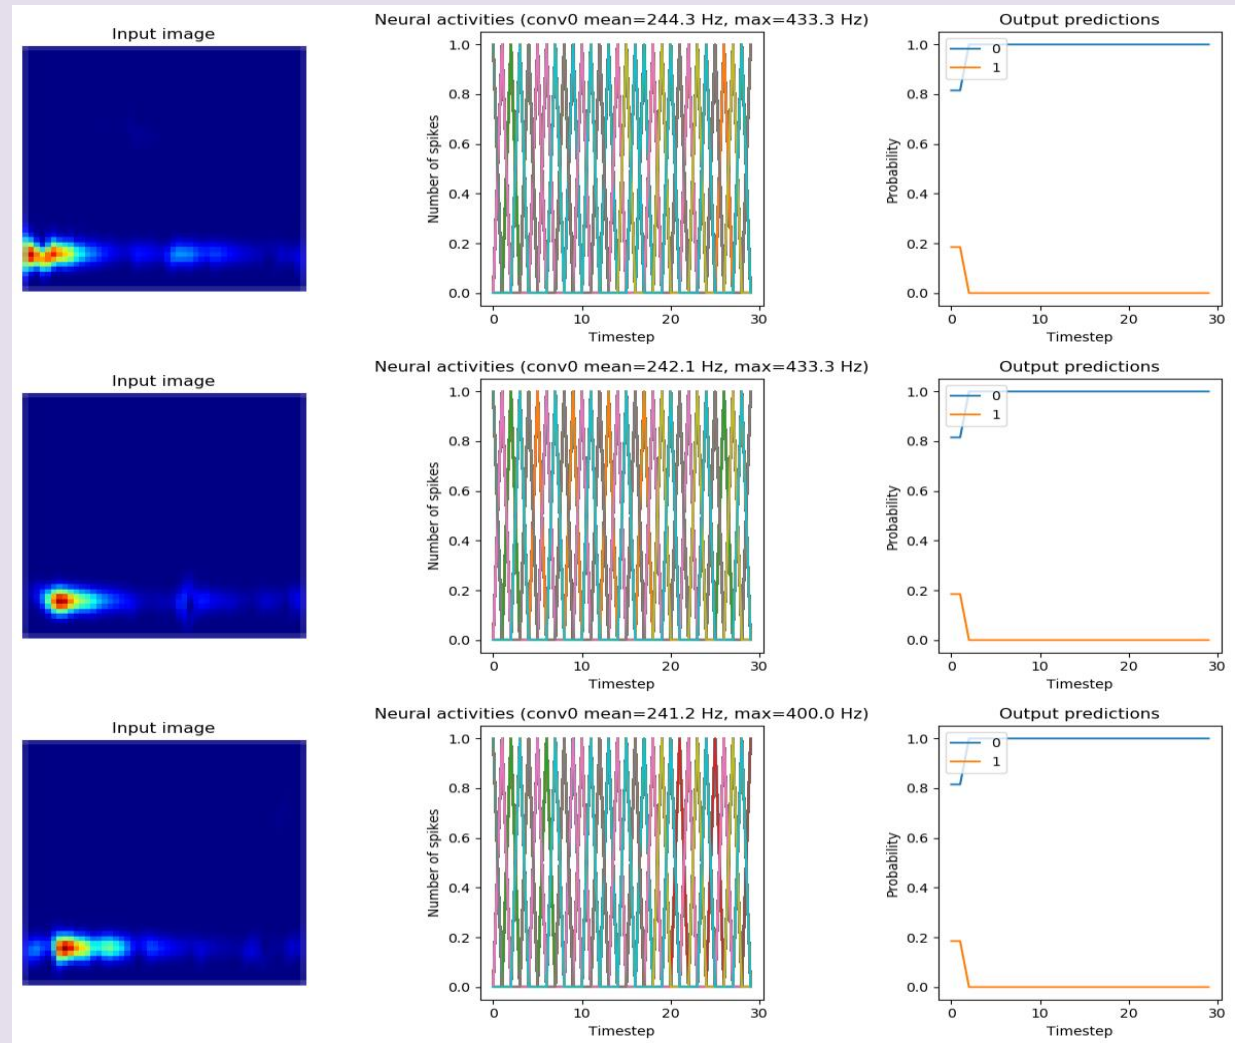 Input image
Neural activities (conv0 mean=244.3 Hz, max=433.3 Hz)
Number of spikes
1.0
0.8
0.6
0.4
0.2
0.0
0 10 20 30
Timestep
Output predictions
Probability
1.0
0.8
0.6
0.4
0.2
0.0
0
1
0 10 20 30
Timestep
Input image
Neural activities (conv0 mean=242.1 Hz, max=433.3 Hz)
Number of spikes
1.0
0.8
0.6
0.4
0.2
0.0
0 10 20 30
Timestep
Output predictions
Probability
1.0
0.8
0.6
0.4
0.2
0.0
0
1
0 10 20 30
Timestep
Input image
Neural activities (conv0 mean=241.2 Hz, max=400.0 Hz)
Number of spikes
1.0
0.8
0.6
0.4
0.2
0.0
0 10 20 30
Timestep
Output predictions
Probability
1.0
0.8
0.6
0.4
0.2
0.0
0
1
0 10 20 30
Timestep